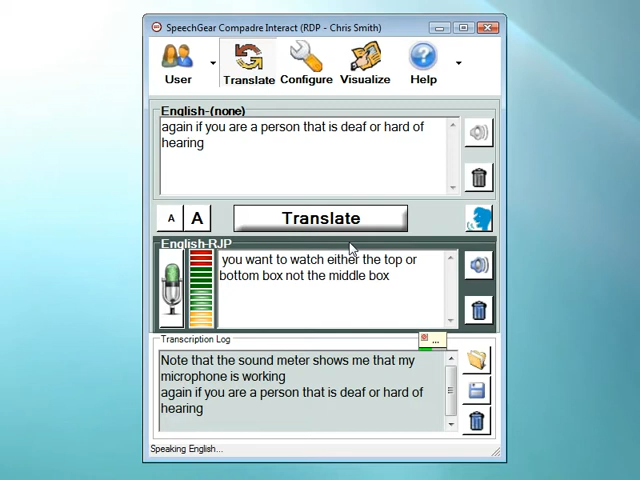 SpeechGear Compadre Interact (RDP - Chris Smith)
User Translate Configure Visualize Help
English-(none)
again if you are a person that is deaf or hard of
hearing
A A Translate
English-RJP
you want to watch either the top or
bottom box not the middle box
Transcription Log
...
Note that the sound meter shows me that my
microphone is working
again if you are a person that is deaf or hard of
hearing
Speaking English...